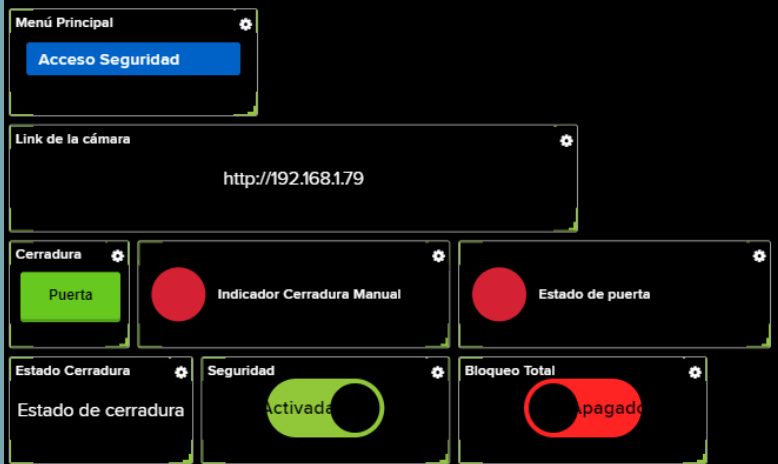 Menú Principal
Acceso Seguridad
Link de la cámara
http://192.168.1.79
Cerradura
Puerta
Indicador Cerradura Manual
Estado de puerta
Estado Cerradura
Estado de cerradura
Seguridad
Activada
Bloqueo Total
Apagado